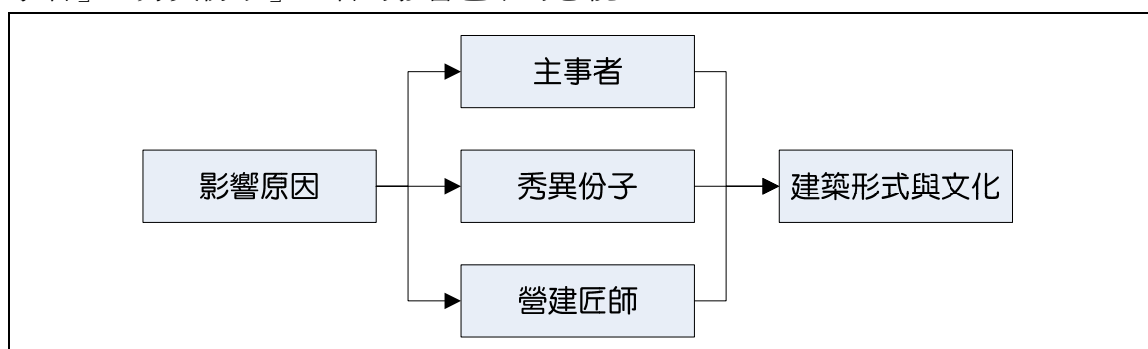 主事者
影響原因
秀異份子
建築形式與文化
營建匠師